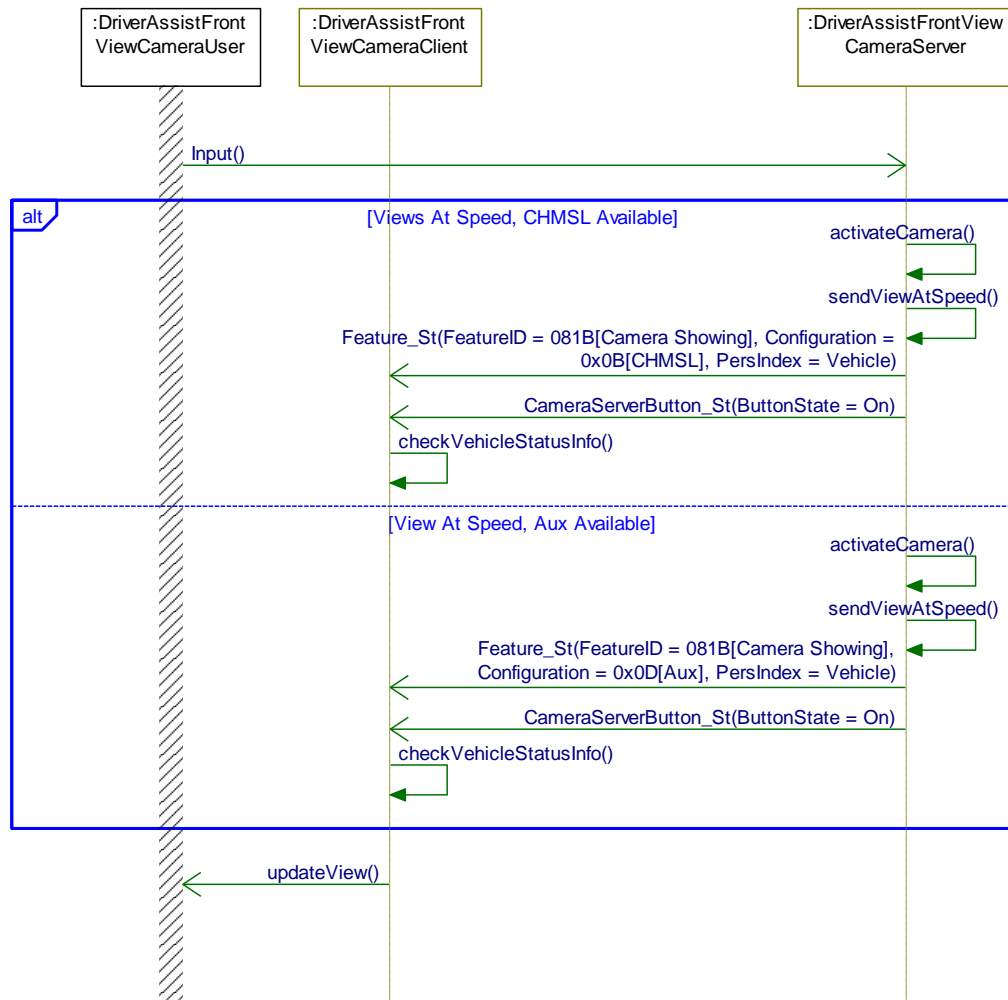 :DriverAssistFront
ViewCameraUser
:DriverAssistFront
ViewCameraClient
:DriverAssistFrontView
CameraServer
Input()
alt
[Views At Speed, CHMSL Available]
activateCamera()
sendViewAtSpeed()
Feature_St(FeatureID = 081B[Camera Showing], Configuration =
0x0B[CHMSL], PersIndex = Vehicle)
CameraServerButton_St(ButtonState = On)
checkVehicleStatusInfo()
[View At Speed, Aux Available]
activateCamera()
sendViewAtSpeed()
Feature_St(FeatureID = 081B[Camera Showing],
Configuration = 0x0D[Aux], PersIndex = Vehicle)
CameraServerButton_St(ButtonState = On)
checkVehicleStatusInfo()
updateView()